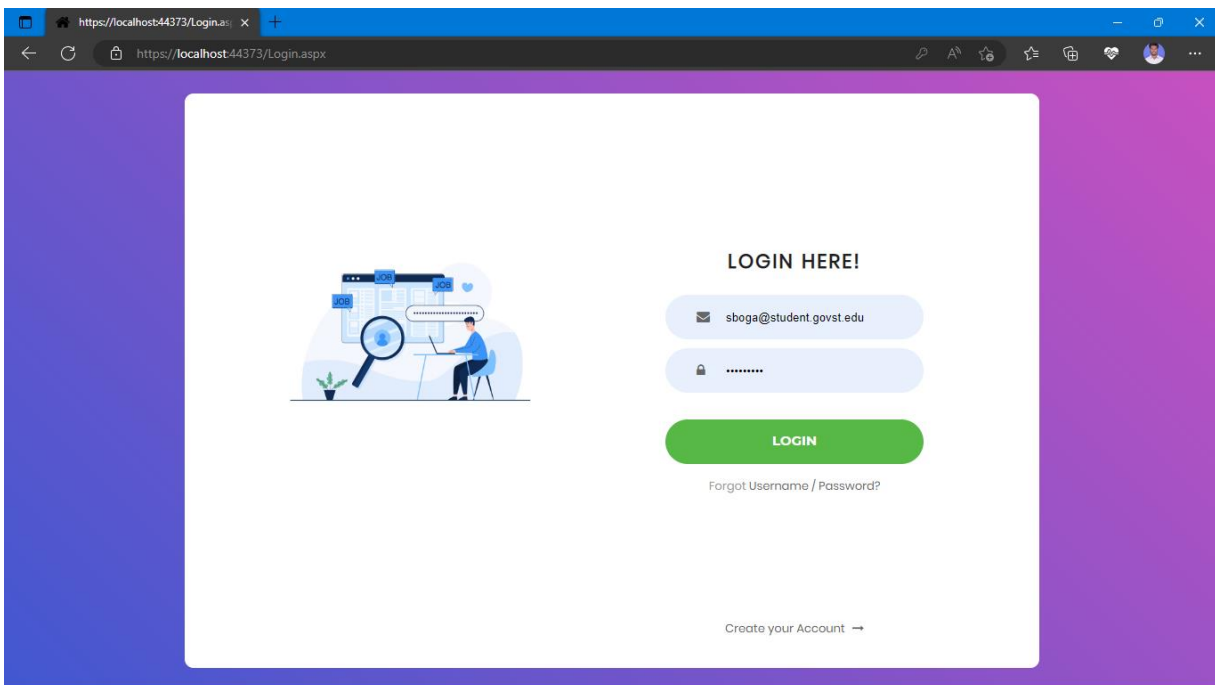 https://localhost:44373/Login.as
https://localhost:44373/Login.aspx
JOB
JOB
JOB
LOGIN HERE!
sboga@student.govst.edu
•••••••••
LOGIN
Forgot Username / Password?
Create your Account →